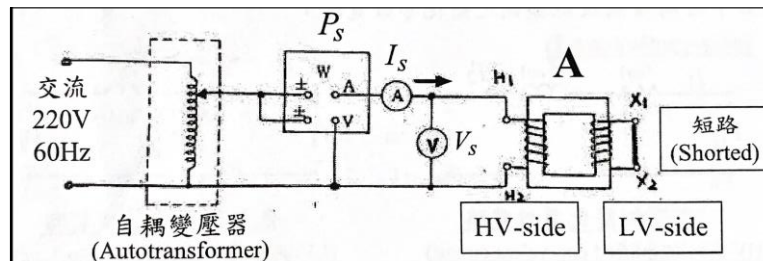 P_s
交流
220V
60Hz
自耦變壓器
(Autotransformer)
W
±
A
±
V
I_s
A
V
V_s
A
H1
H2
X1
X2
短路
(Shorted)
HV-side
LV-side